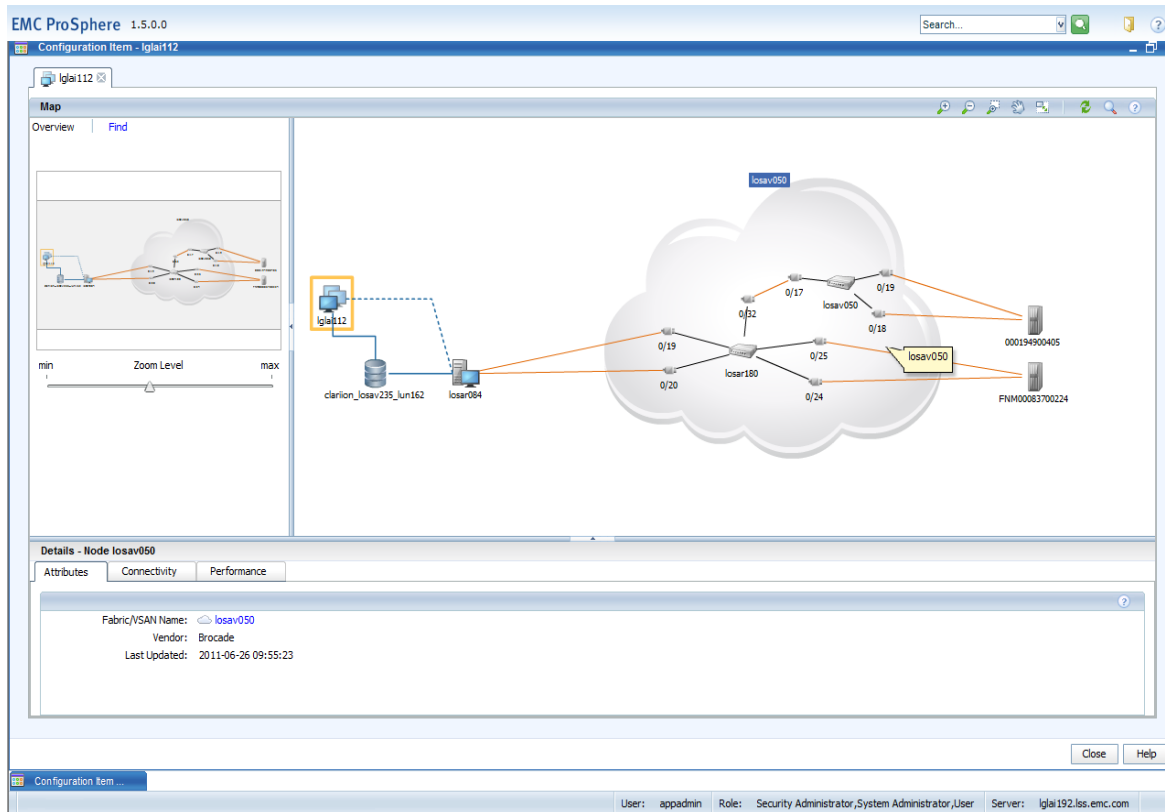 EMC ProSphere 1.5.0.0
Search...
Configuration Item - lglai112
lglai112
Map
Overview Find
min Zoom Level max
losav050
lglai112
clariion_losav235_lun162
losar084
0/19
0/20
0/32
0/17
losar180
losav050
0/19
0/18
0/25
0/24
losav050
000194900405
FNM00083700224
Details - Node losav050
Attributes Connectivity Performance
Fabric/VSAN Name: losav050
Vendor: Brocade
Last Updated: 2011-06-26 09:55:23
Close Help
Configuration Item ...
User: appadmin Role: Security Administrator,System Administrator,User Server: lglai192.lss.emc.com